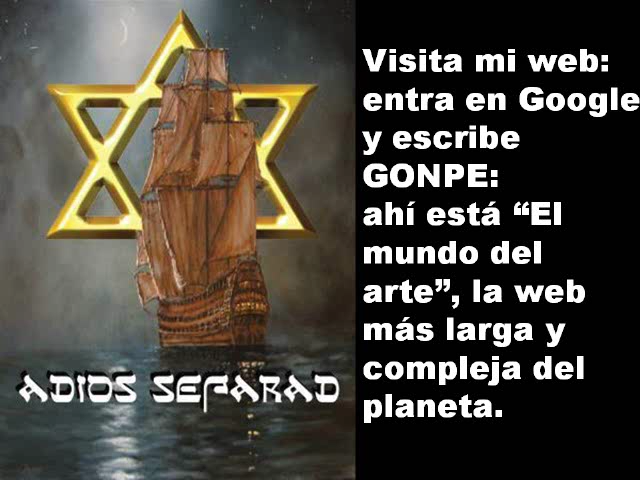 ADIOS SEFARAD
Visita mi web:
entra en Google
y escribe
GONPE:
ahí está “El
mundo del
arte”, la web
más larga y
compleja del
planeta.